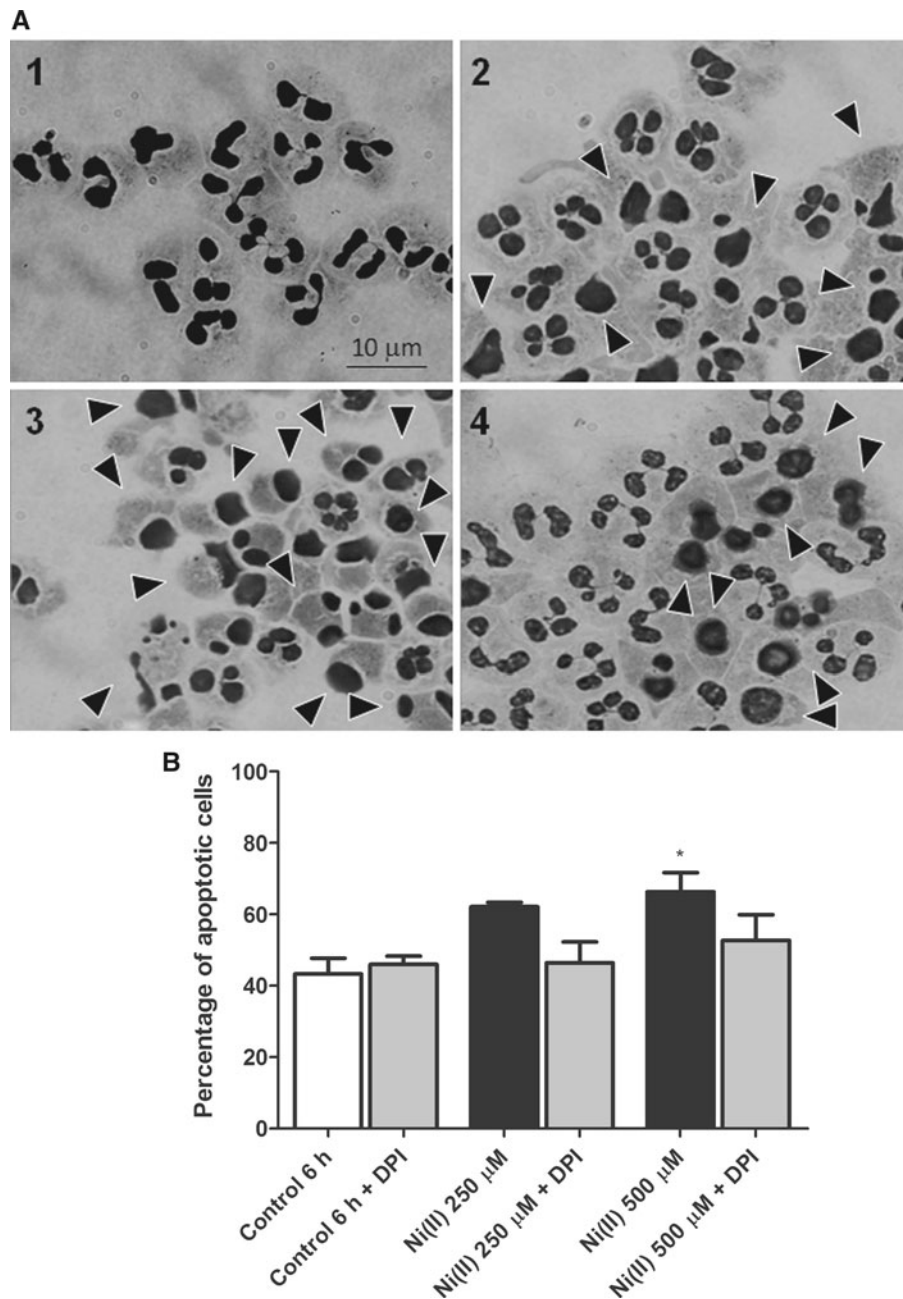 A
1
2
10 μm
3
4
B
Percentage of apoptotic cells
100
80
60
40
20
0
*
Control 6 h
Control 6 h + DPI
Ni(II) 250 μM
Ni(II) 250 μM + DPI
Ni(II) 500 μM
Ni(II) 500 μM + DPI